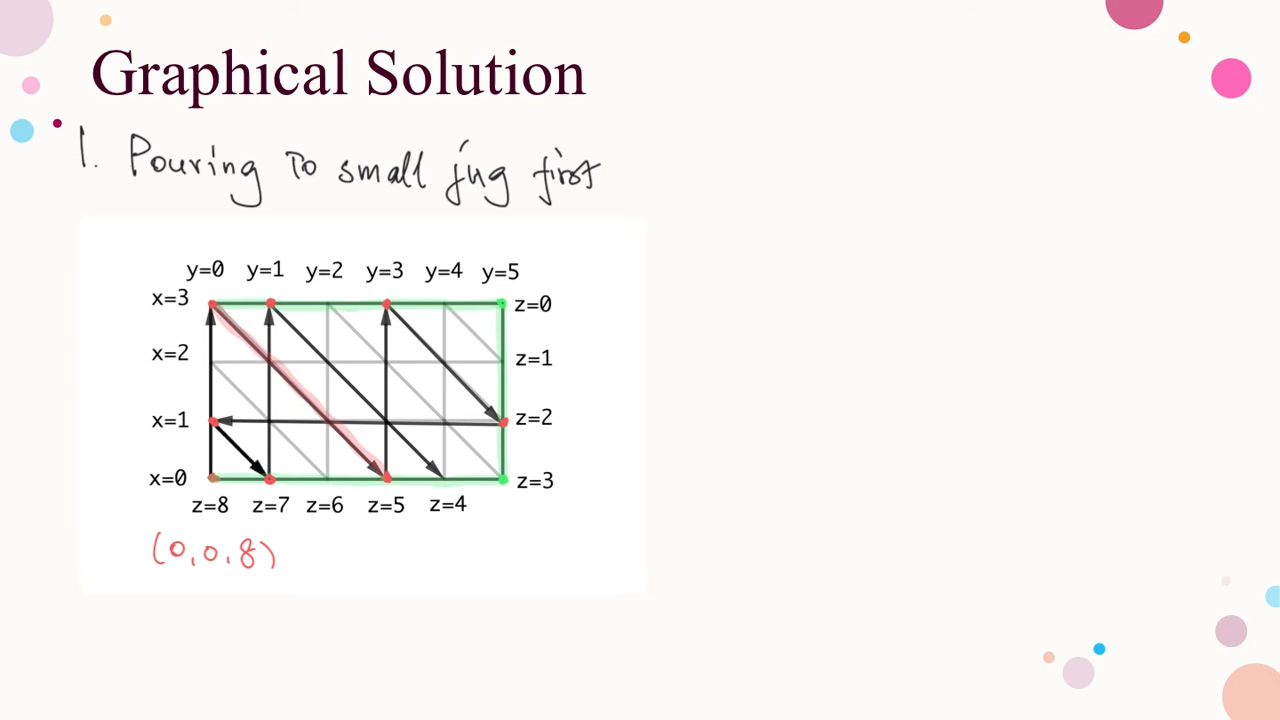 Graphical Solution
1. Pouring to small jug first
y=0 y=1 y=2 y=3 y=4 y=5
x=3 z=0
x=2 z=1
x=1 z=2
x=0 z=3
z=8 z=7 z=6 z=5 z=4
(0,0,8)